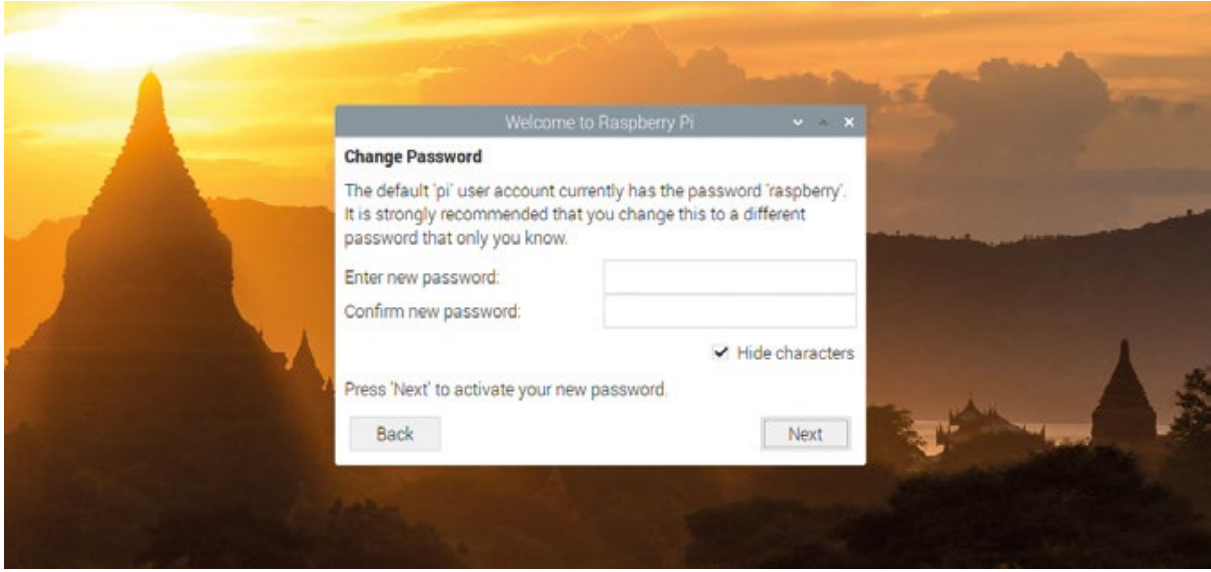 Welcome to Raspberry Pi
Change Password
The default 'pi' user account currently has the password 'raspberry'.
It is strongly recommended that you change this to a different
password that only you know.
Enter new password:
Confirm new password:
Hide characters
Press 'Next' to activate your new password.
Back
Next